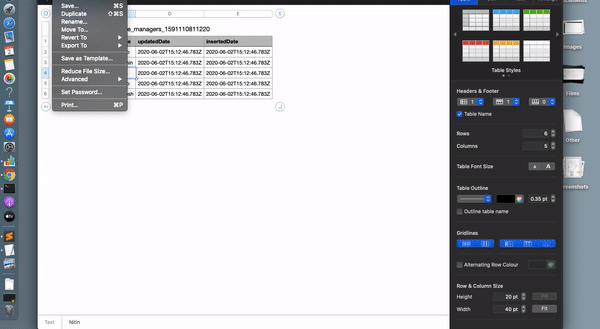 Save... ⌘S
Duplicate ⇧⌘S
Rename...
Move To...
Revert To
Export To
Save as Template...
Reduce File Size...
Advanced
Set Password...
Print... ⌘P
D E
e_managers_1591110811220
updatedDate insertedDate
1
2 2020-06-02T15:12:46.783Z 2020-06-02T15:12:46.783Z
3 2020-06-02T15:12:46.783Z 2020-06-02T15:12:46.783Z
4 2020-06-02T15:12:46.783Z 2020-06-02T15:12:46.783Z
5 2020-06-02T15:12:46.783Z 2020-06-02T15:12:46.783Z
6 2020-06-02T15:12:46.783Z 2020-06-02T15:12:46.783Z
Text Nitin
Table Styles
Headers & Footer
1 1 0
Table Name
Rows 6
Columns 5
Table Font Size A A
Table Outline
0.35 pt
Outline table name
Gridlines
Alternating Row Colour
Row & Column Size
Height 20 pt Fit
Width 40 pt Fit
Images
Films
Other